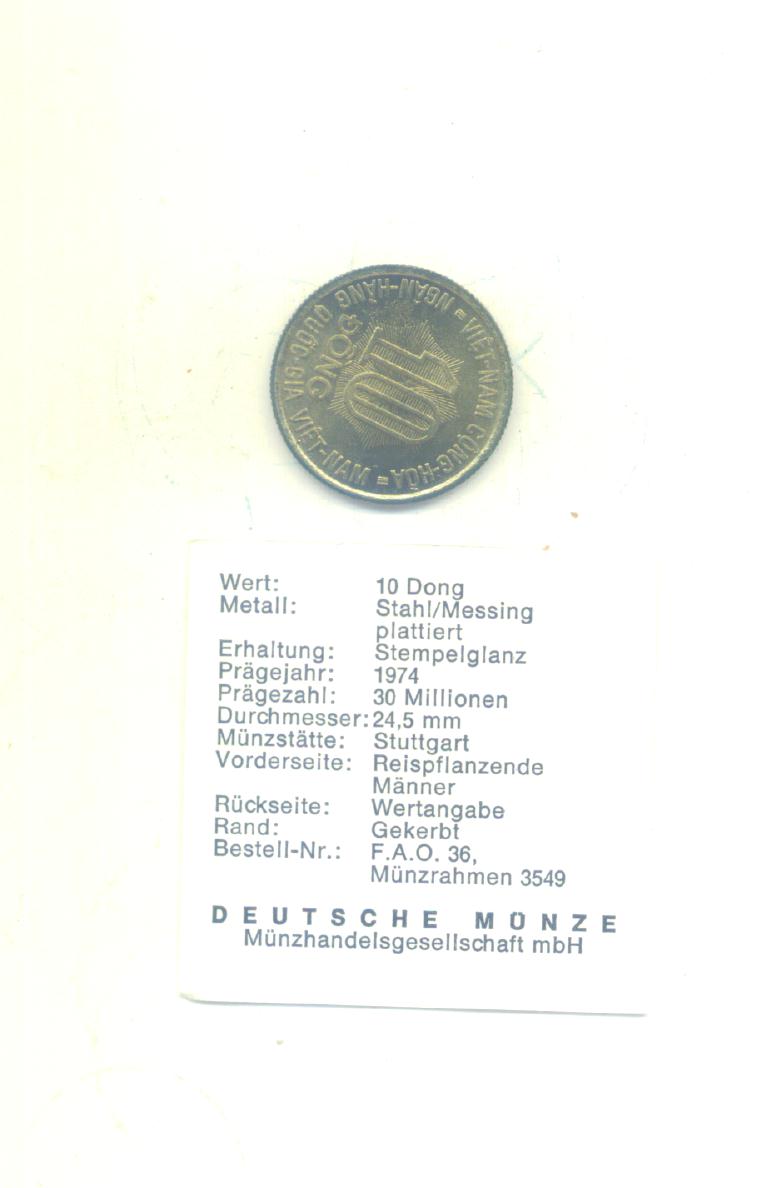 VIỆT-NAM CỘNG-HÒA
NGÂN-HÀNG QUỐC-GIA VIỆT-NAM
10
ĐỒNG
Wert: 10 Dong
Metall: Stahl/Messing
plattiert
Erhaltung: Stempelglanz
Prägejahr: 1974
Prägezahl: 30 Millionen
Durchmesser: 24,5 mm
Münzstätte: Stuttgart
Vorderseite: Reispflanzende
Männer
Rückseite: Wertangabe
Rand: Gekerbt
Bestell-Nr.: F.A.O. 36,
Münzrahmen 3549
DEUTSCHE MÜNZE
Münzhandelsgesellschaft mbH